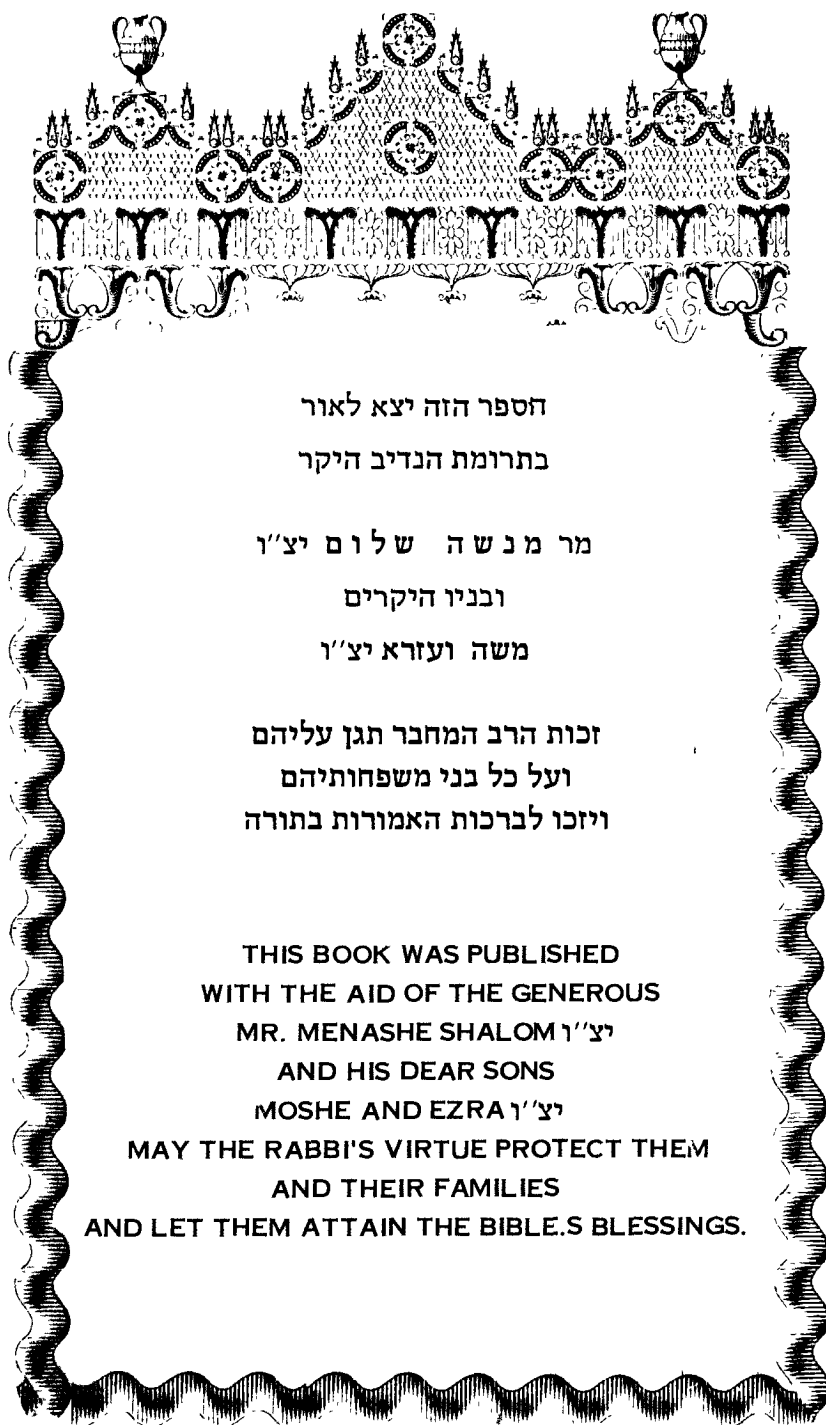 הספר הזה יצא לאור
בתרומת הנדיב היקר
מר מנשה שלום יצ''ו
ובניו היקרים
משה ועזרא יצ''ו
זכות הרב המחבר תגן עליהם
ועל כל בני משפחותיהם
ויזכו לברכות האמורות בתורה
THIS BOOK WAS PUBLISHED
WITH THE AID OF THE GENEROUS
MR. MENASHE SHALOM יצ''ו
AND HIS DEAR SONS
MOSHE AND EZRA יצ''ו
MAY THE RABBI'S VIRTUE PROTECT THEM
AND THEIR FAMILIES
AND LET THEM ATTAIN THE BIBLE.S BLESSINGS.